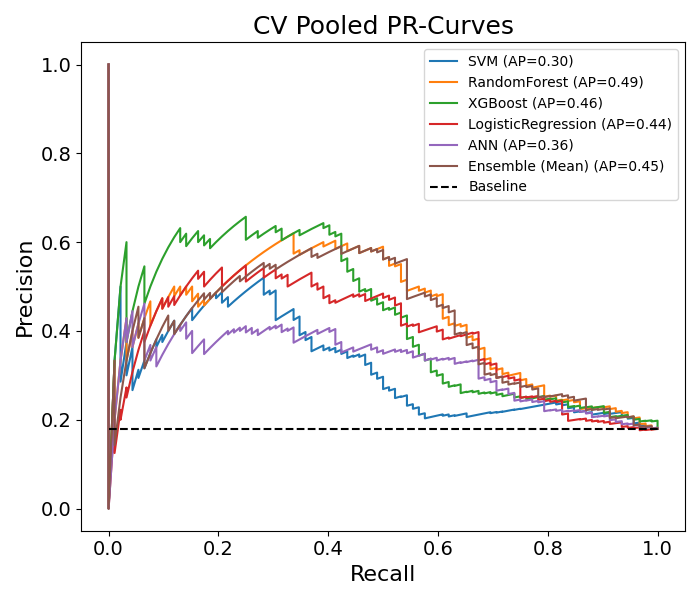 CV Pooled PR-Curves
SVM (AP=0.30)
RandomForest (AP=0.49)
XGBoost (AP=0.46)
LogisticRegression (AP=0.44)
ANN (AP=0.36)
Ensemble (Mean) (AP=0.45)
Baseline
Precision
1.0
0.8
0.6
0.4
0.2
0.0
0.0 0.2 0.4 0.6 0.8 1.0
Recall